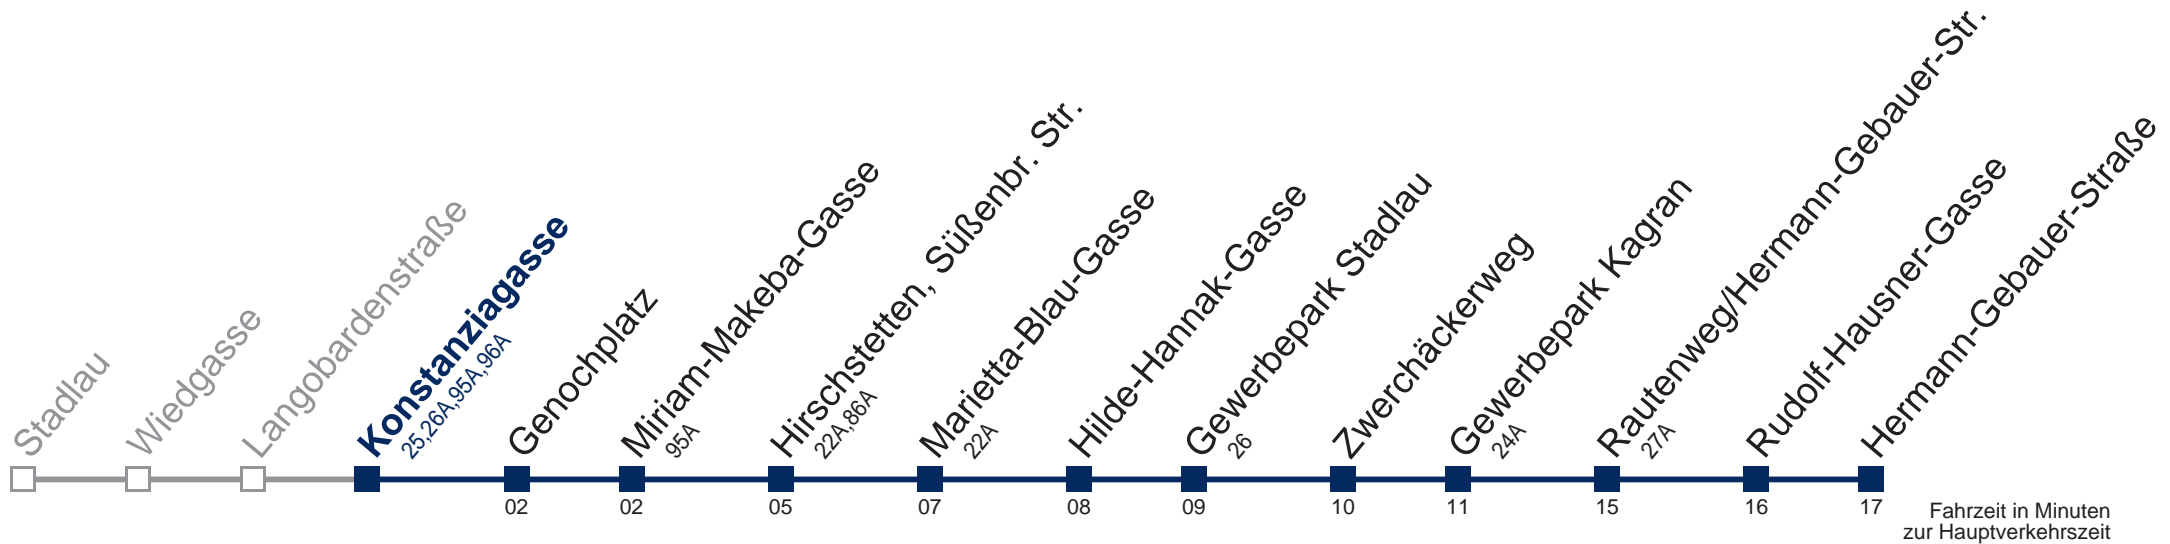 Stadlau
Wiedgasse
Langobardenstraße
Konstanziagasse
25,26A,95A,96A
Genochplatz
Miriam-Makeba-Gasse
95A
Hirschstetten, Süßenbr. Str.
22A,86A
Marietta-Blau-Gasse
22A
Hilde-Hannak-Gasse
Gewerbepark Stadlau
26
Zwerchäckerweg
Gewerbepark Kagran
24A
Rautenweg/Hermann-Gebauer-Str.
27A
Rudolf-Hausner-Gasse
Hermann-Gebauer-Straße
02 02 05 07 08 09 10 11 15 16 17
Fahrzeit in Minuten
zur Hauptverkehrszeit